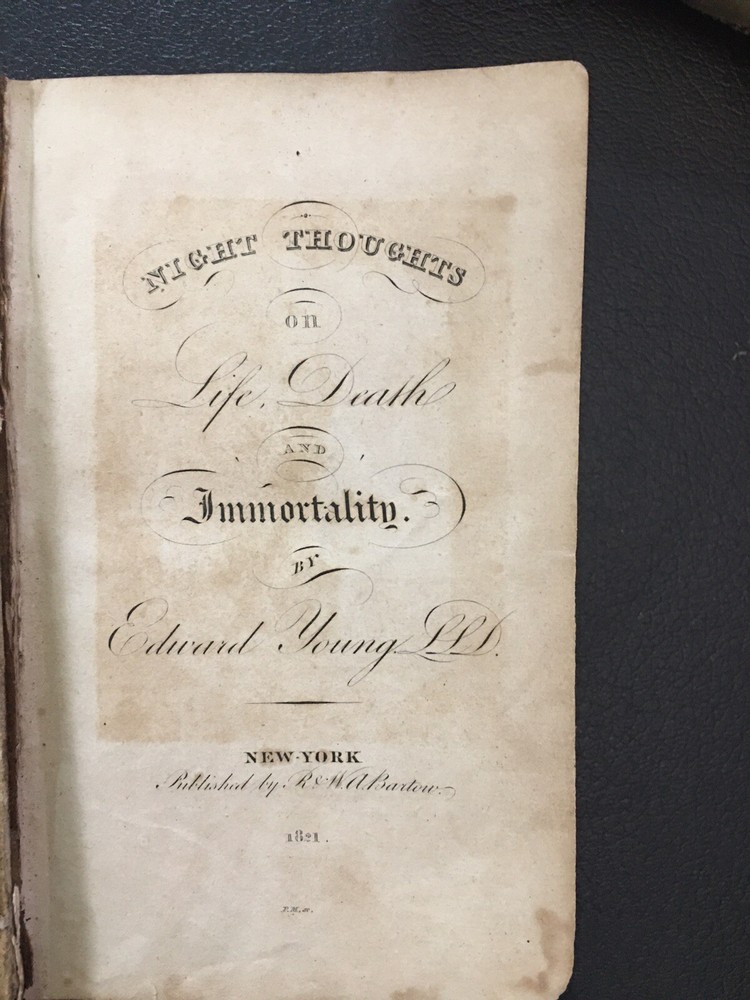 NIGHT THOUGHTS
on
Life, Death
AND
Immortality.
BY
Edward Young LLD.
NEW-YORK
Published by R & W. A. Bartow.
1821.